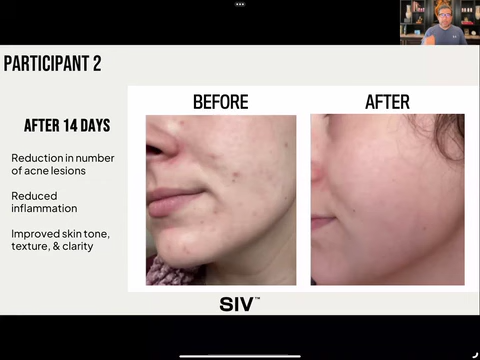 PARTICIPANT 2
AFTER 14 DAYS
Reduction in number
of acne lesions
Reduced
inflammation
Improved skin tone,
texture, & clarity
BEFORE
AFTER
SIV™